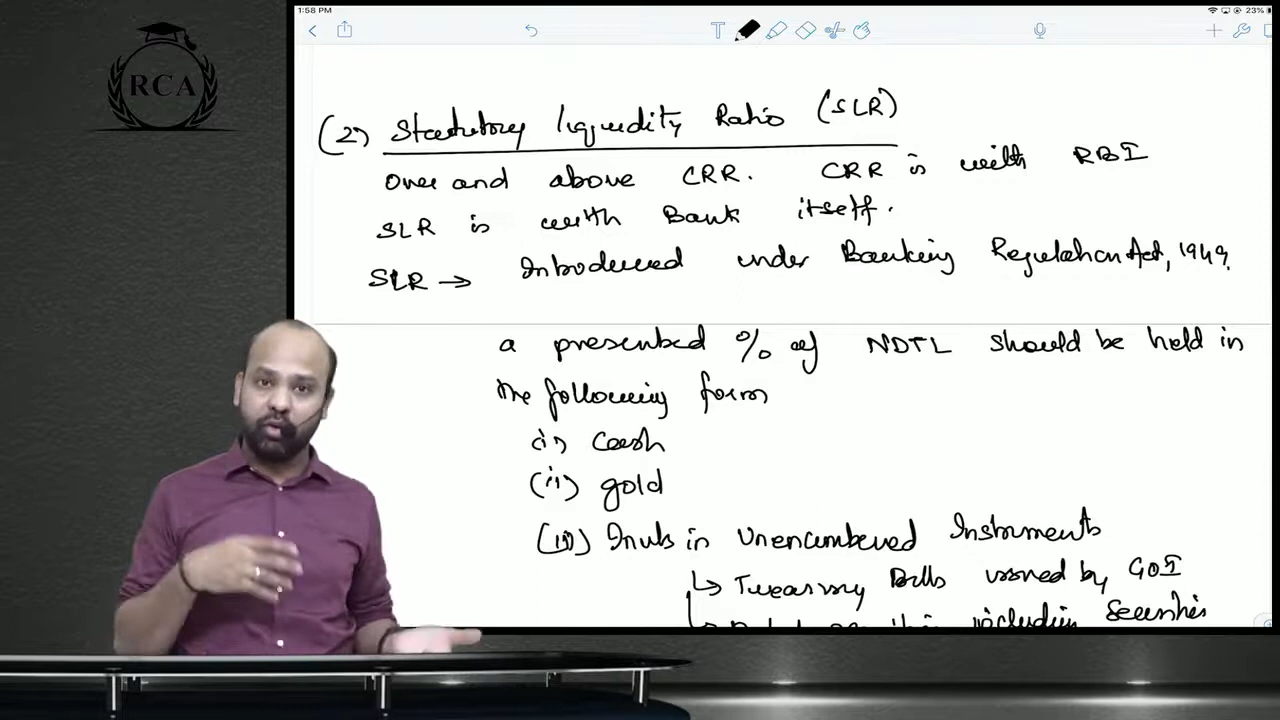 1:58 PM
23%
RCA
T
(2) Statutory liquidity Ratio (SLR)
Over and above CRR. CRR is with RBI
SLR is with Bank itself.
SLR → Introduced under Banking Regulation Act, 1949.
a prescribed % of NDTL should be held in
the following form
(i) cash
(ii) gold
(iii) Invts in Unencumbered Instruments
↳ Treasury Bills issued by GOI
including Securities